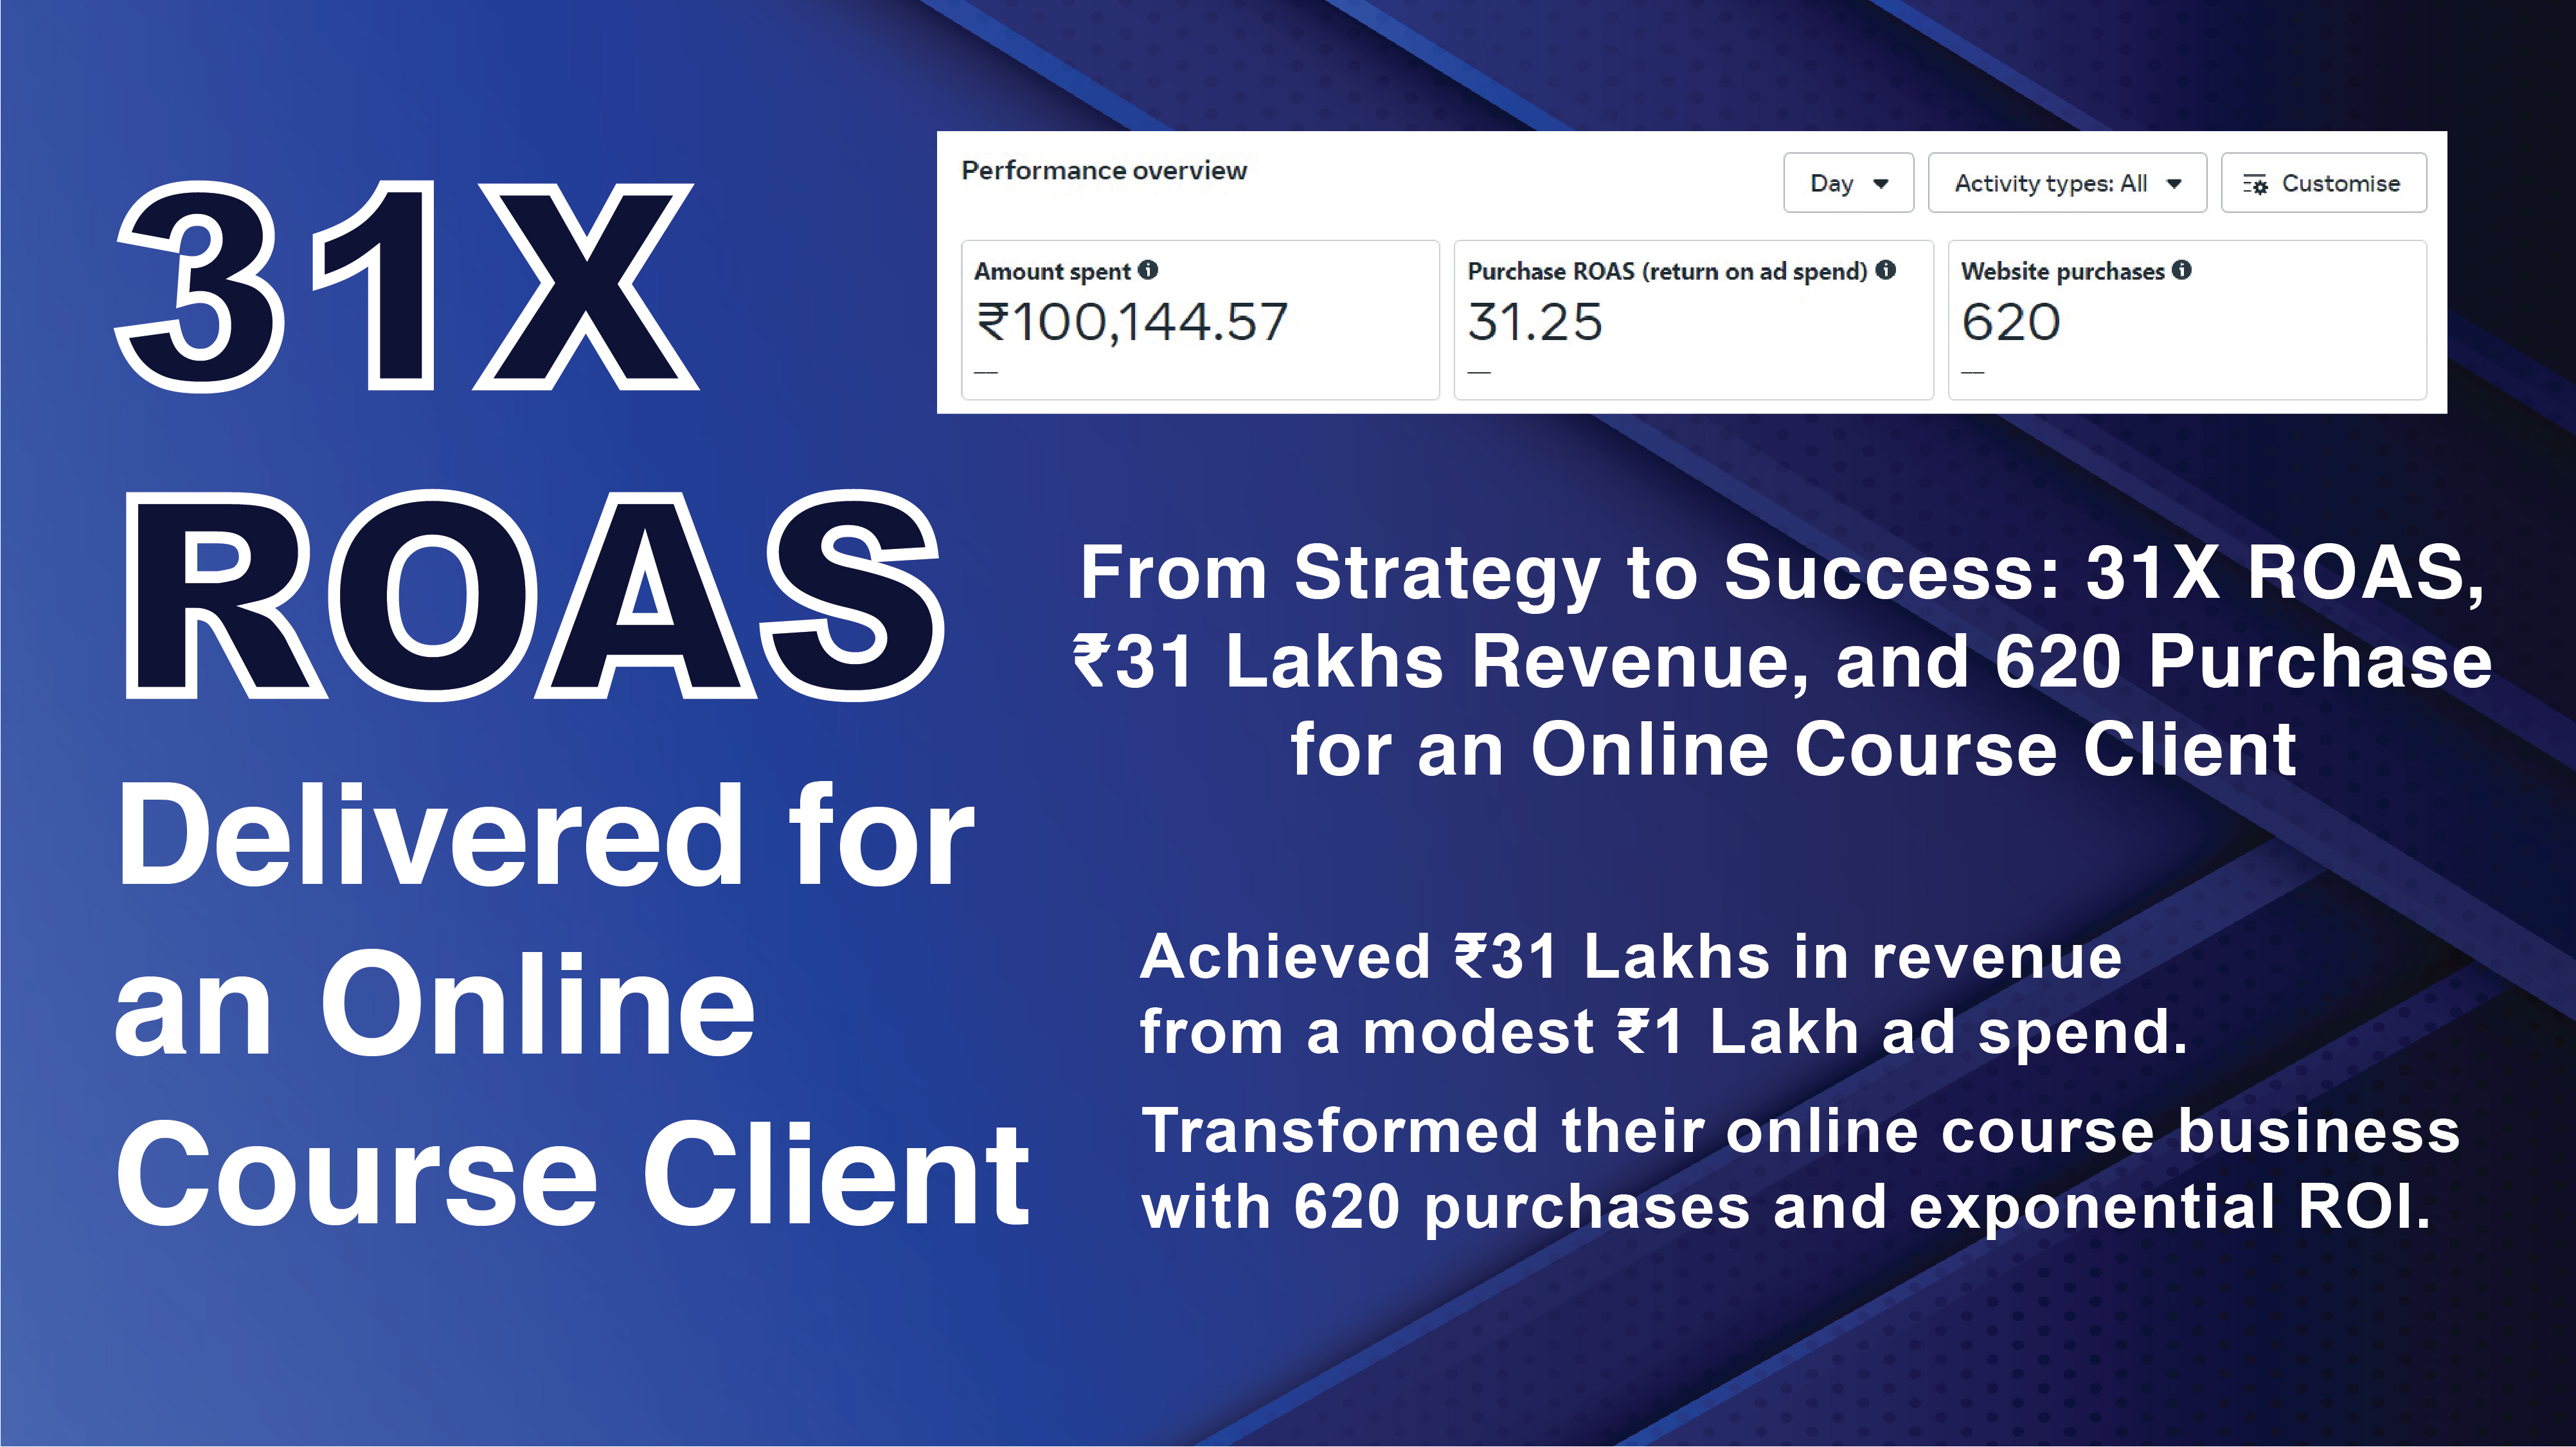 31X
ROAS
Delivered for
an Online
Course Client
Performance overview
Day
Activity types: All
Customise
Amount spent
₹100,144.57
—
Purchase ROAS (return on ad spend)
31.25
—
Website purchases
620
—
From Strategy to Success: 31X ROAS,
₹31 Lakhs Revenue, and 620 Purchase
for an Online Course Client
Achieved ₹31 Lakhs in revenue
from a modest ₹1 Lakh ad spend.
Transformed their online course business
with 620 purchases and exponential ROI.